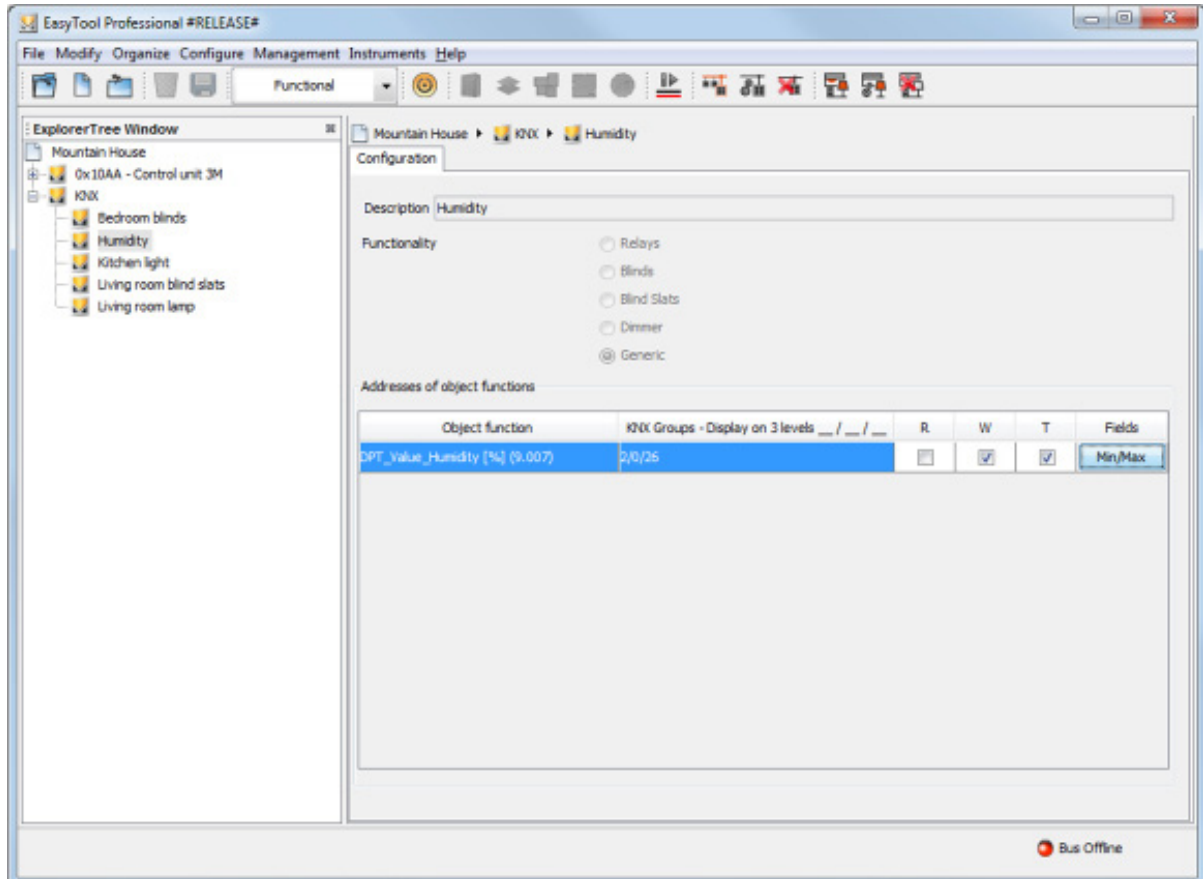 EasyTool Professional #RELEASE#
File Modify Organize Configure Management Instruments Help
Functional
ExplorerTree Window
Mountain House
0x10AA - Control unit 3M
KNX
Bedroom blinds
Humidity
Kitchen light
Living room blind slats
Living room lamp
Mountain House KNX Humidity
Configuration
Description Humidity
Functionality
Relays
Blinds
Blind Slats
Dimmer
Generic
Addresses of object functions
Object function KNX Groups - Display on 3 levels __ / __ / __ R W T Fields
DPT_Value_Humidity [%] (9.007) 2/0/26 Min/Max
Bus Offline